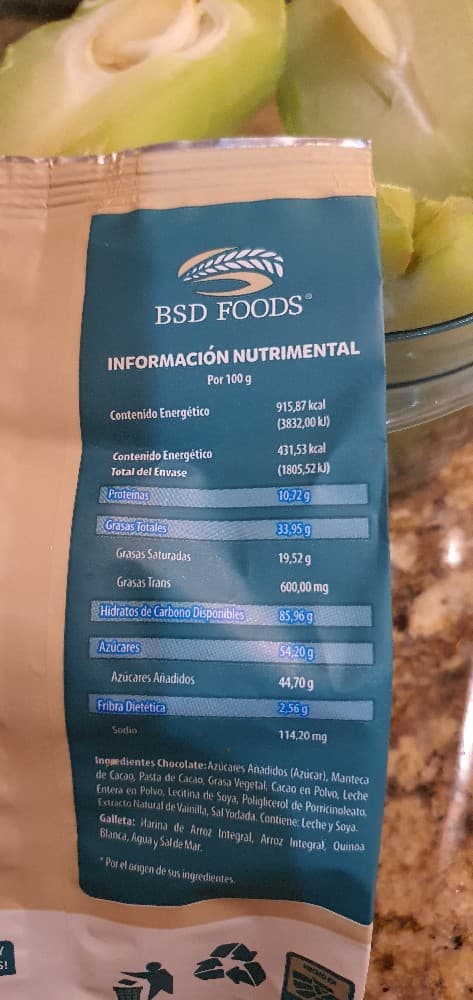 BSD FOODS®
INFORMACIÓN NUTRIMENTAL
Por 100 g
Contenido Energético 915,87 kcal
(3832,00 kJ)
Contenido Energético 431,53 kcal
Total del Envase (1805,52 kJ)
Proteínas 10,72 g
Grasas Totales 33,95 g
Grasas Saturadas 19,52 g
Grasas Trans 600,00 mg
Hidratos de Carbono Disponibles 85,96 g
Azúcares 54,20 g
Azúcares Añadidos 44,70 g
Fribra Dietética 2,56 g
Sodio 114,20 mg
Ingredientes Chocolate: Azúcares Añadidos (Azúcar), Manteca
de Cacao, Pasta de Cacao, Grasa Vegetal, Cacao en Polvo, Leche
Entera en Polvo, Lecitina de Soya, Poliglicerol de Porricinoleato,
Extracto Natural de Vainilla, Sal Yodada. Contiene: Leche y Soya.
Galleta: Harina de Arroz Integral, Arroz Integral, Quinoa
Blanca, Agua y Sal de Mar.
* Por el origen de sus ingredientes.
Y
S!
HECHO EN